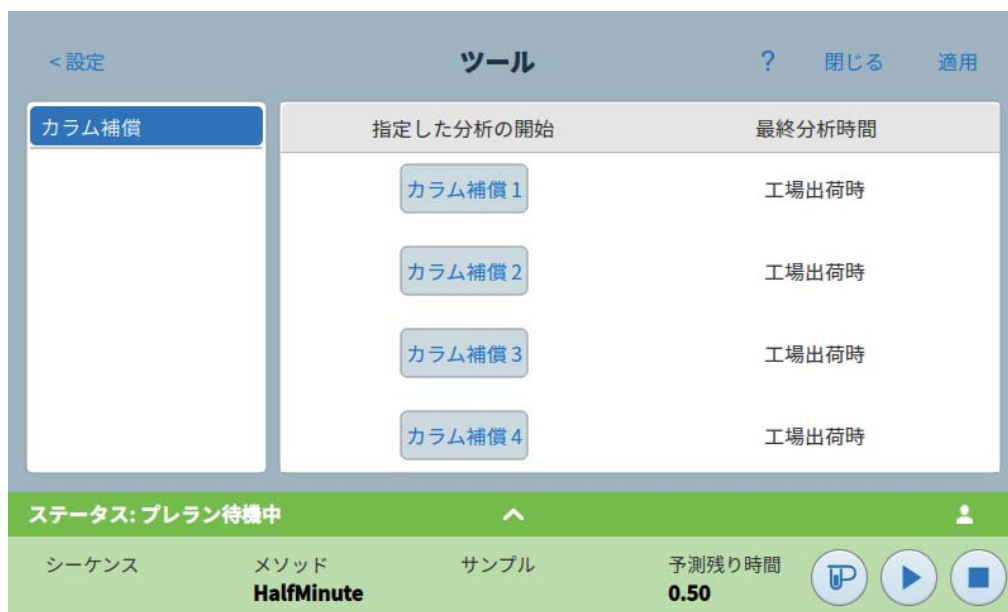 <設定 ツール ? 閉じる 適用
カラム補償 指定した分析の開始 最終分析時間
カラム補償 1 工場出荷時
カラム補償 2 工場出荷時
カラム補償 3 工場出荷時
カラム補償 4 工場出荷時
ステータス: プレラン待機中
シーケンス メソッド サンプル 予測残り時間
HalfMinute 0.50